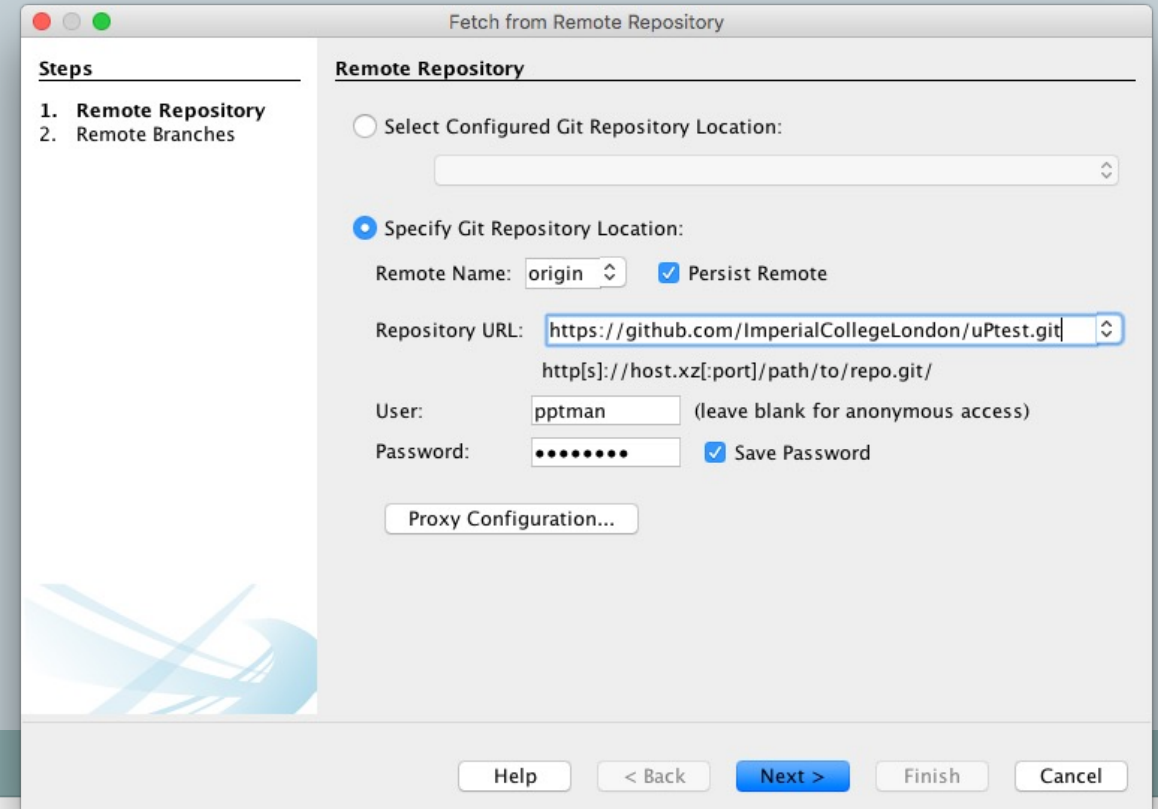 Fetch from Remote Repository
Steps
1. Remote Repository
2. Remote Branches
Remote Repository
Select Configured Git Repository Location:
Specify Git Repository Location:
Remote Name: origin Persist Remote
Repository URL: https://github.com/ImperialCollegeLondon/uPtest.git
http[s]://host.xz[:port]/path/to/repo.git/
User: pptman (leave blank for anonymous access)
Password: •••••••• Save Password
Proxy Configuration...
Help < Back Next > Finish Cancel